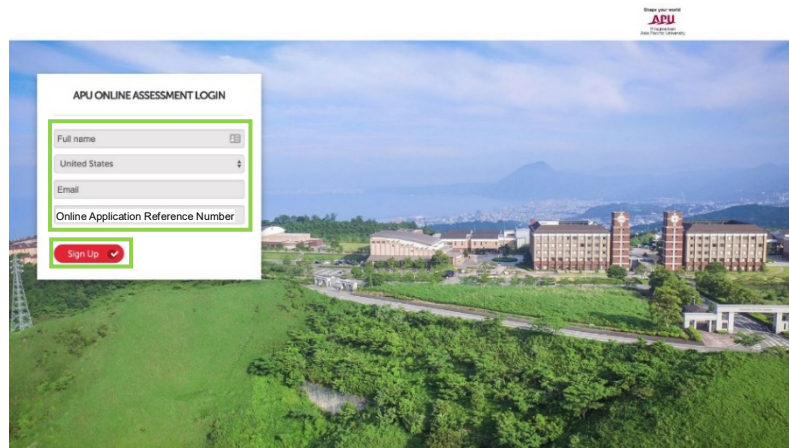 Shape your world
APU
Ritsumeikan
Asia Pacific University
APU ONLINE ASSESSMENT LOGIN
Full name
United States
Email
Online Application Reference Number
Sign Up